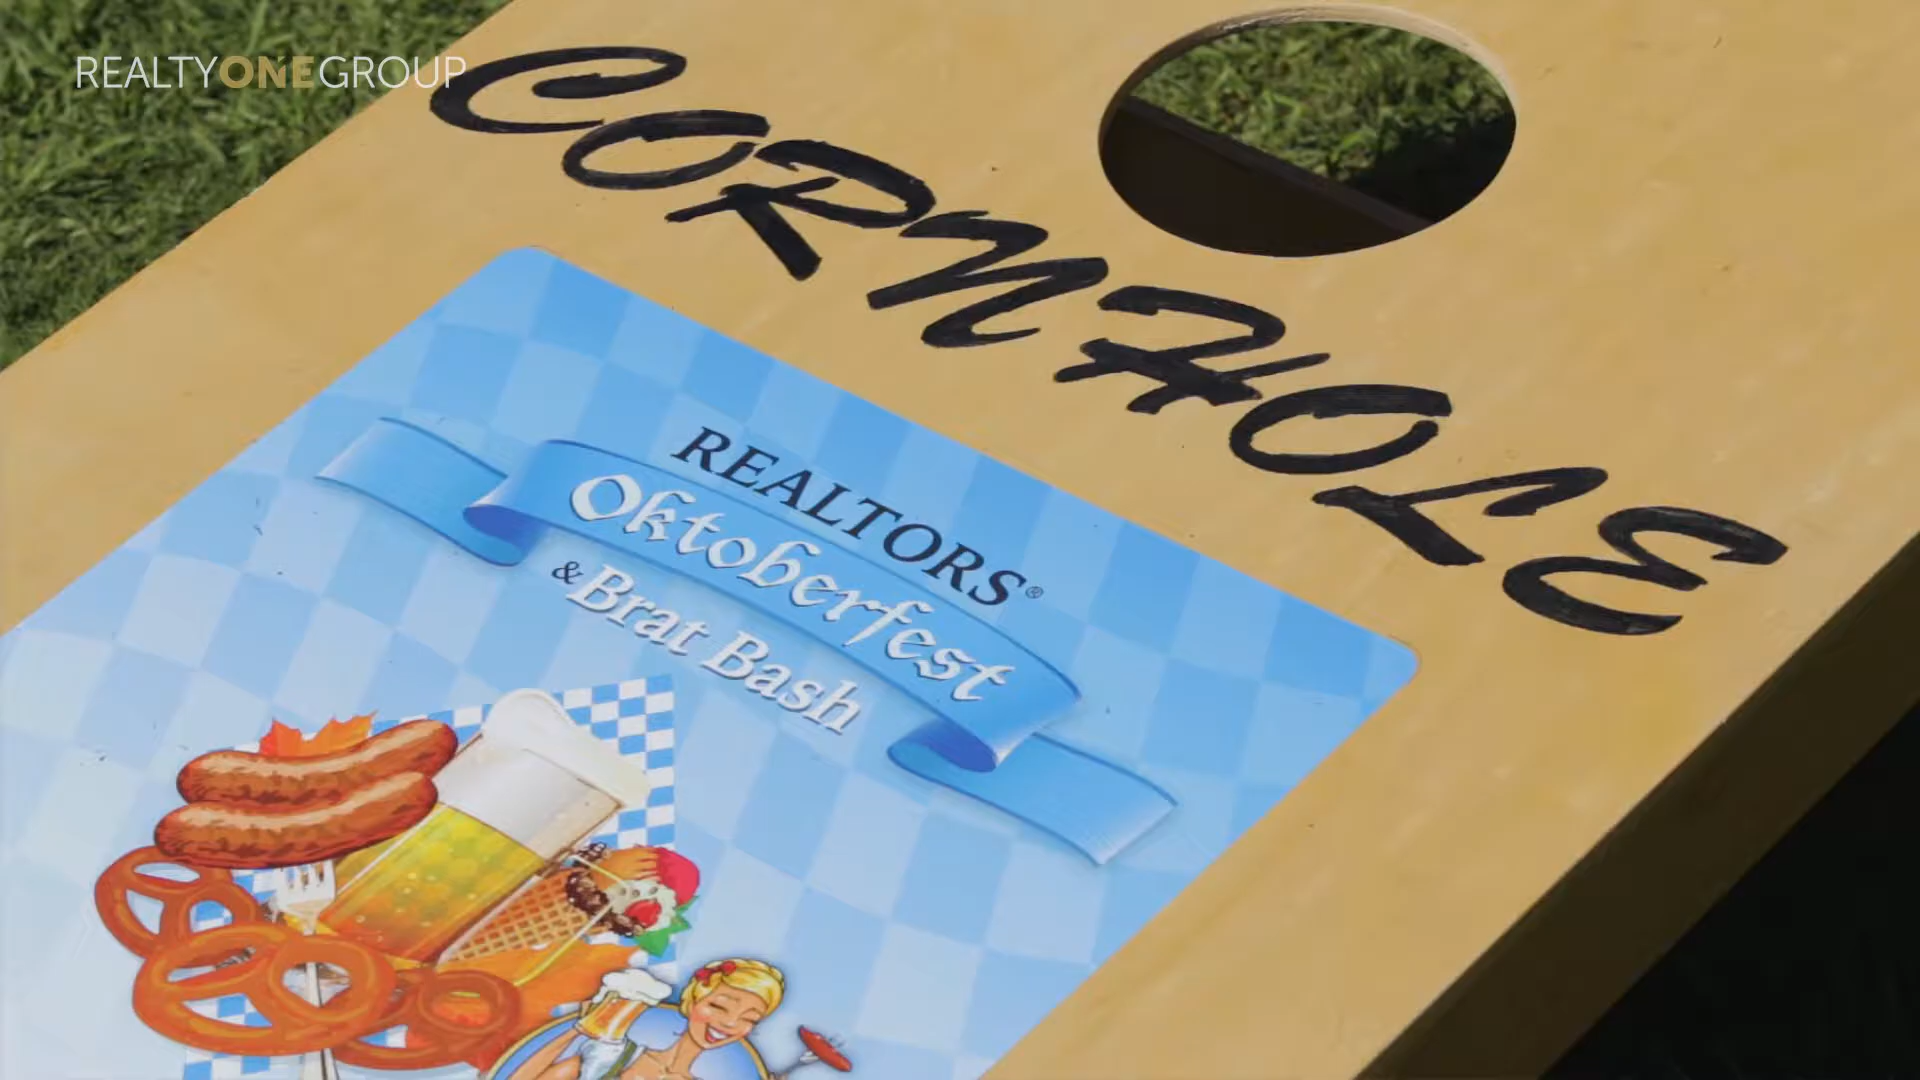 REALTYONEGROUP
CORNHOLE
REALTORS®
Oktoberfest
& Brat Bash